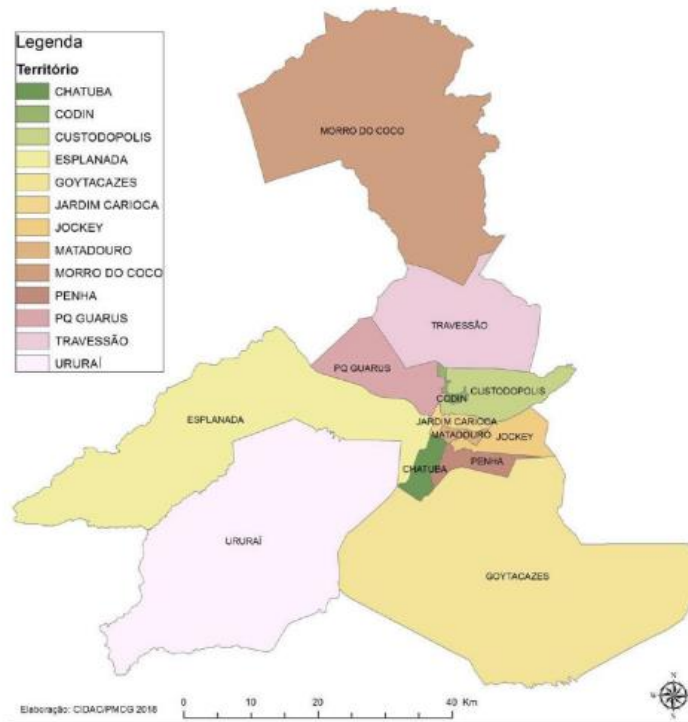 Legenda
Território
CHATUBA
CODIN
CUSTODOPOLIS
ESPLANADA
GOYTACAZES
JARDIM CARIOCA
JOCKEY
MATADOURO
MORRO DO COCO
PENHA
PQ GUARUS
TRAVESSÃO
URURAÍ
MORRO DO COCO
TRAVESSÃO
PQ GUARUS
CUSTODOPOLIS
CODIN
ESPLANADA
JARDIM CARIOCA
MATADOURO
JOCKEY
CHATUBA
PENHA
URURAÍ
GOYTACAZES
Elaboração: CIDAC/PMCG 2018
0 10 20 40 Km
N